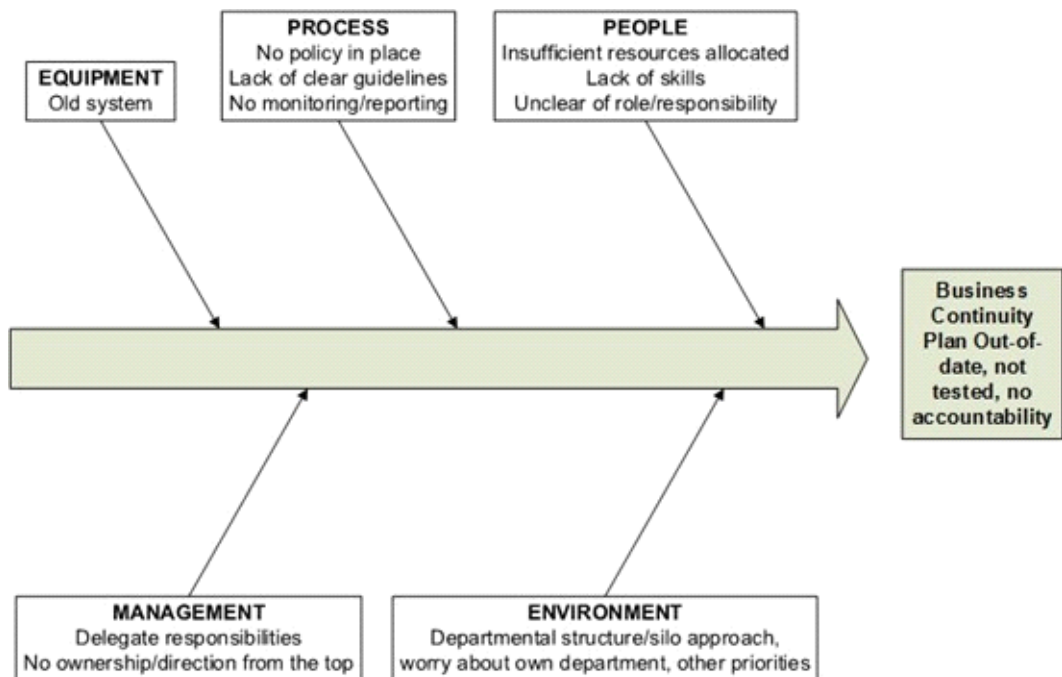 PROCESS
No policy in place
Lack of clear guidelines
No monitoring/reporting
PEOPLE
Insufficient resources allocated
Lack of skills
Unclear of role/responsibility
EQUIPMENT
Old system
Business
Continuity
Plan Out-of-
date, not
tested, no
accountability
MANAGEMENT
Delegate responsibilities
No ownership/direction from the top
ENVIRONMENT
Departmental structure/silo approach,
worry about own department, other priorities